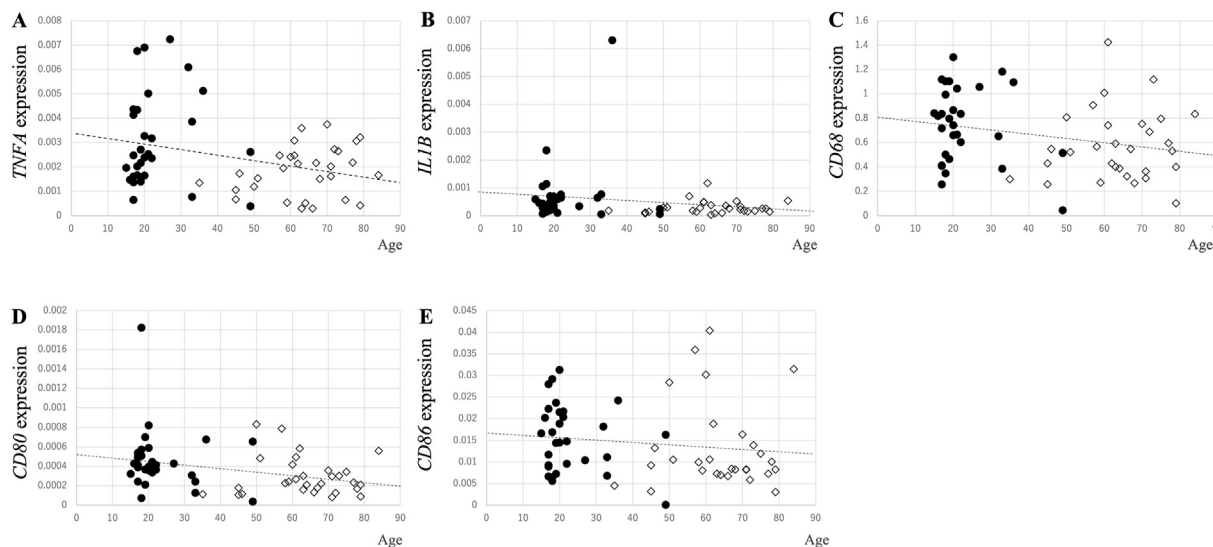 A
TNFA expression
0.008
0.007
0.006
0.005
0.004
0.003
0.002
0.001
0
0 10 20 30 40 50 60 70 80 90
Age
B
IL1B expression
0.007
0.006
0.005
0.004
0.003
0.002
0.001
0
0 10 20 30 40 50 60 70 80 90
Age
C
CD68 expression
1.6
1.4
1.2
1
0.8
0.6
0.4
0.2
0
0 10 20 30 40 50 60 70 80 90
Age
D
CD80 expression
0.002
0.0018
0.0016
0.0014
0.0012
0.001
0.0008
0.0006
0.0004
0.0002
0
0 10 20 30 40 50 60 70 80 90
Age
E
CD86 expression
0.045
0.04
0.035
0.03
0.025
0.02
0.015
0.01
0.005
0
0 10 20 30 40 50 60 70 80 90
Age